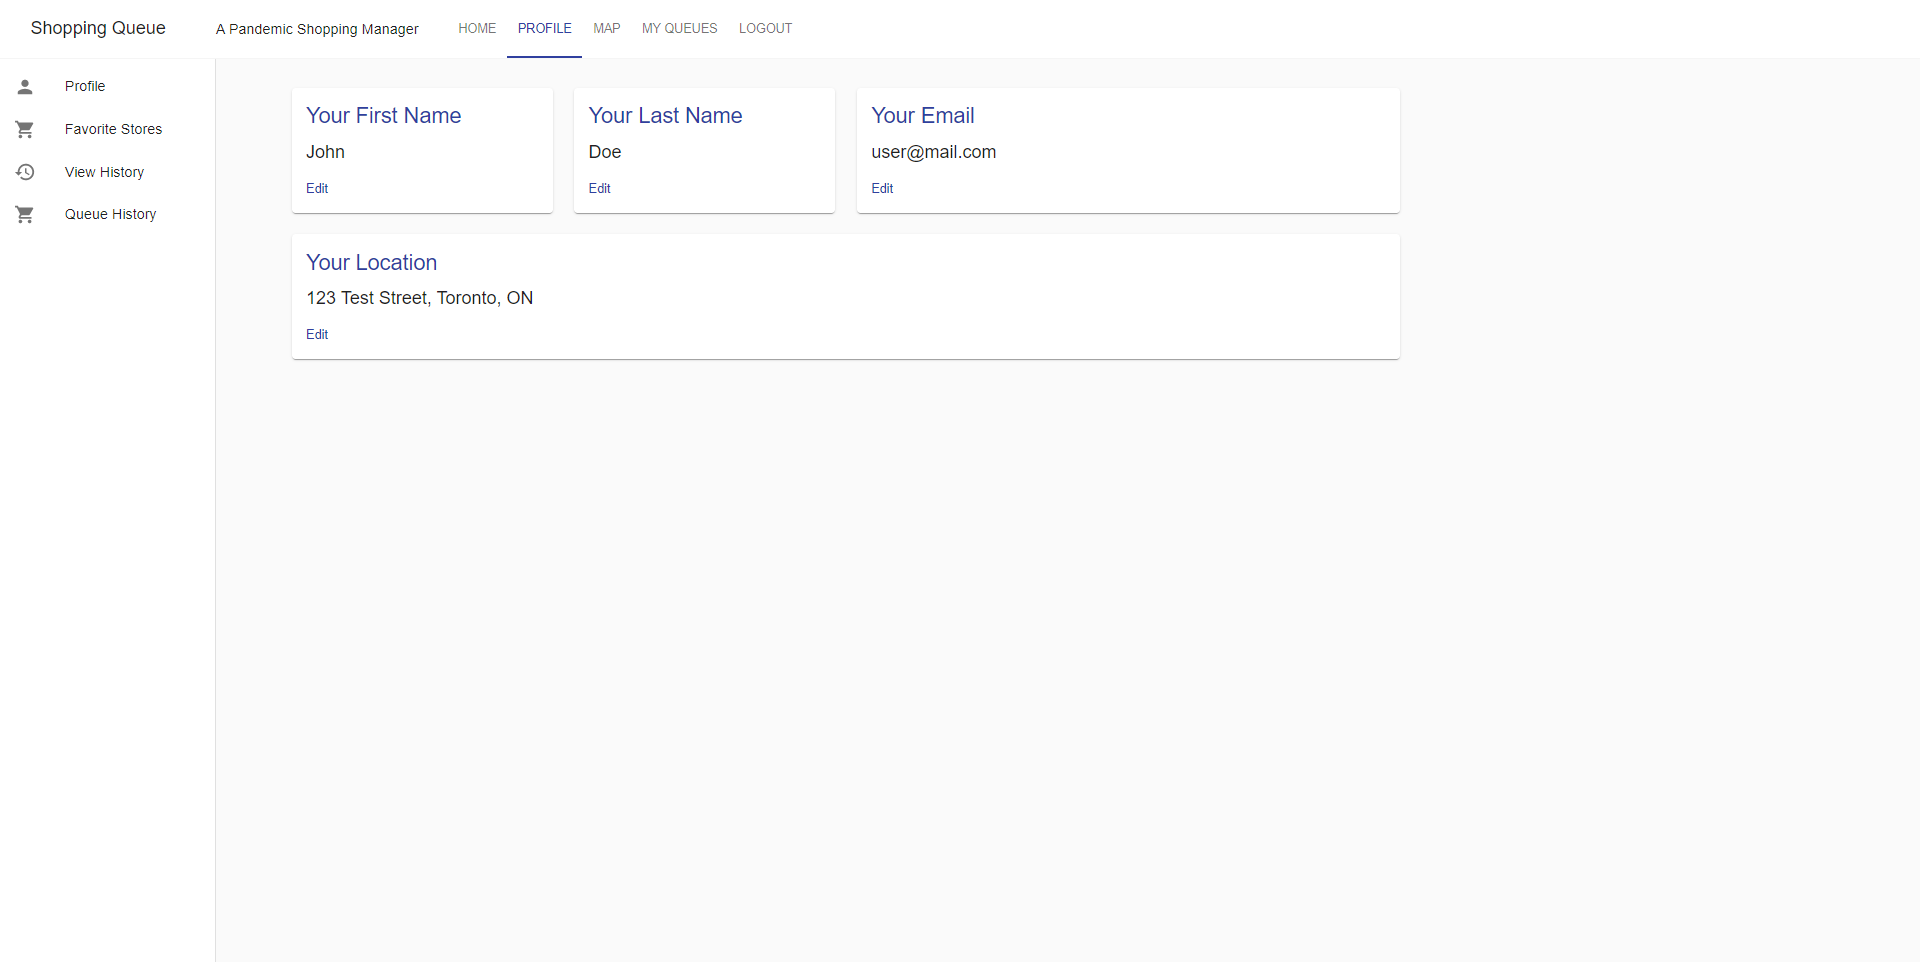 Shopping Queue
A Pandemic Shopping Manager
HOME
PROFILE
MAP
MY QUEUES
LOGOUT
Profile
Favorite Stores
View History
Queue History
Your First Name
John
Edit
Your Last Name
Doe
Edit
Your Email
user@mail.com
Edit
Your Location
123 Test Street, Toronto, ON
Edit